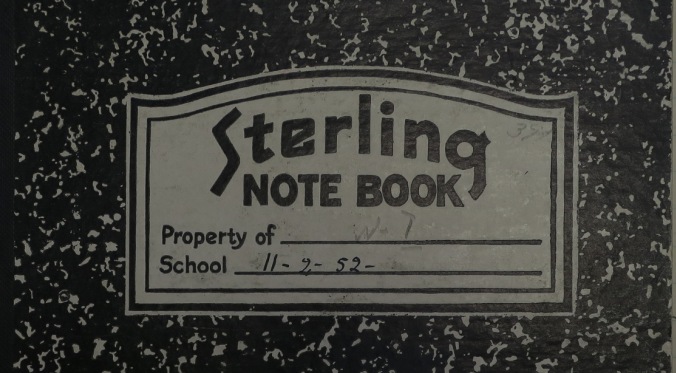 Sterling
NOTE BOOK
Property of
School 11-2-52-